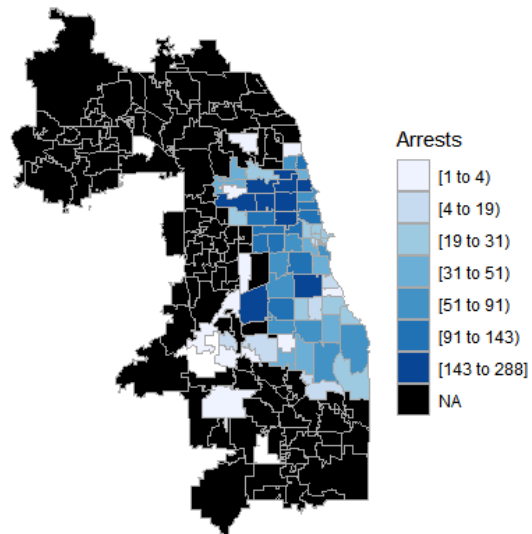 Arrests
[1 to 4)
[4 to 19)
[19 to 31)
[31 to 51)
[51 to 91)
[91 to 143)
[143 to 288]
NA